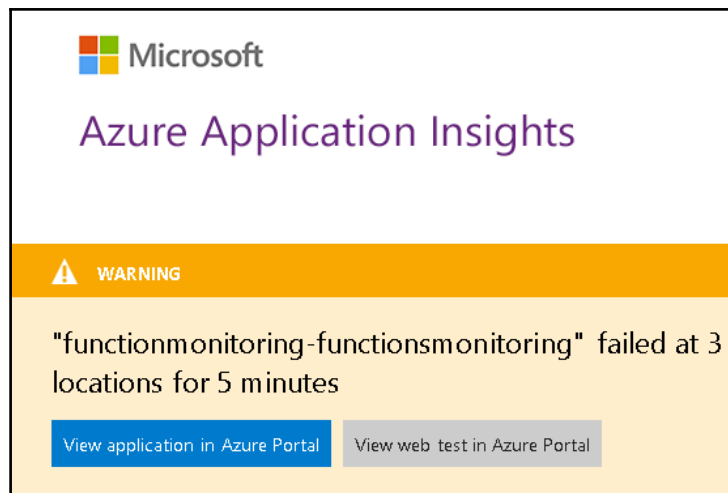 Microsoft
Azure Application Insights
WARNING
"functionmonitoring-functionsmonitoring" failed at 3
locations for 5 minutes
View application in Azure Portal View web test in Azure Portal